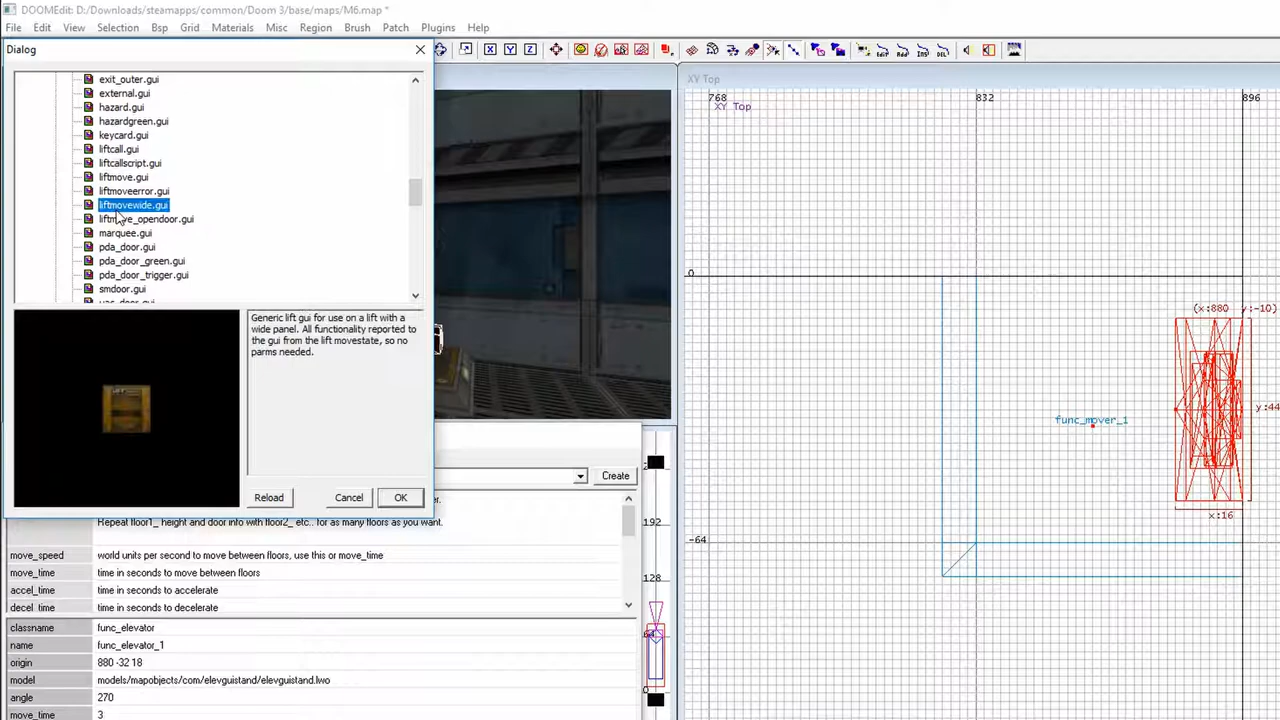 DOOMEdit: D:/Downloads/steamapps/common/Doom 3/base/maps/M6.map *
File Edit View Selection Bsp Grid Materials Misc Region Brush Patch Plugins Help
Dialog
exit_outer.gui
external.gui
hazard.gui
hazardgreen.gui
keycard.gui
liftcall.gui
liftcallscript.gui
liftmove.gui
liftmoveerror.gui
liftmovewide.gui
liftmove_opendoor.gui
marquee.gui
pda_door.gui
pda_door_green.gui
pda_door_trigger.gui
smdoor.gui
Generic lift gui for use on a lift with a
wide panel. All functionality reported to
the gui from the lift movestate, so no
parms needed.
Reload Cancel OK
XY Top
768 832 896
XY Top
0
(x:880 y:-10)
func_mover_1
y:44
x:16
-64
Create
192
128
64
0
Repeat floor1_ height and door info with floor2_ etc.. for as many floors as you want.
move_speed world units per second to move between floors, use this or move_time
move_time time in seconds to move between floors
accel_time time in seconds to accelerate
decel_time time in seconds to decelerate
classname func_elevator
name func_elevator_1
origin 880 -32 18
model models/mapobjects/com/elevguistand/elevguistand.lwo
angle 270
move_time 3